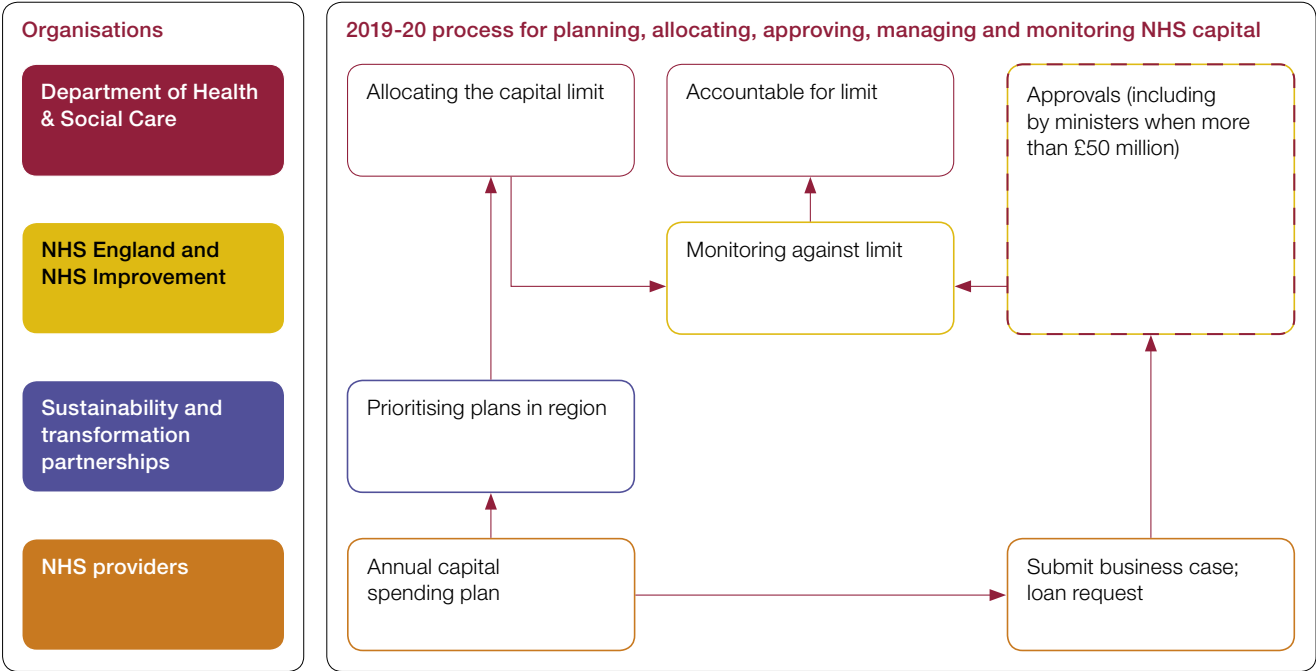 Organisations
Department of Health
& Social Care
NHS England and
NHS Improvement
Sustainability and
transformation
partnerships
NHS providers
2019-20 process for planning, allocating, approving, managing and monitoring NHS capital
Allocating the capital limit
Accountable for limit
Approvals (including
by ministers when more
than £50 million)
Monitoring against limit
Prioritising plans in region
Annual capital
spending plan
Submit business case;
loan request